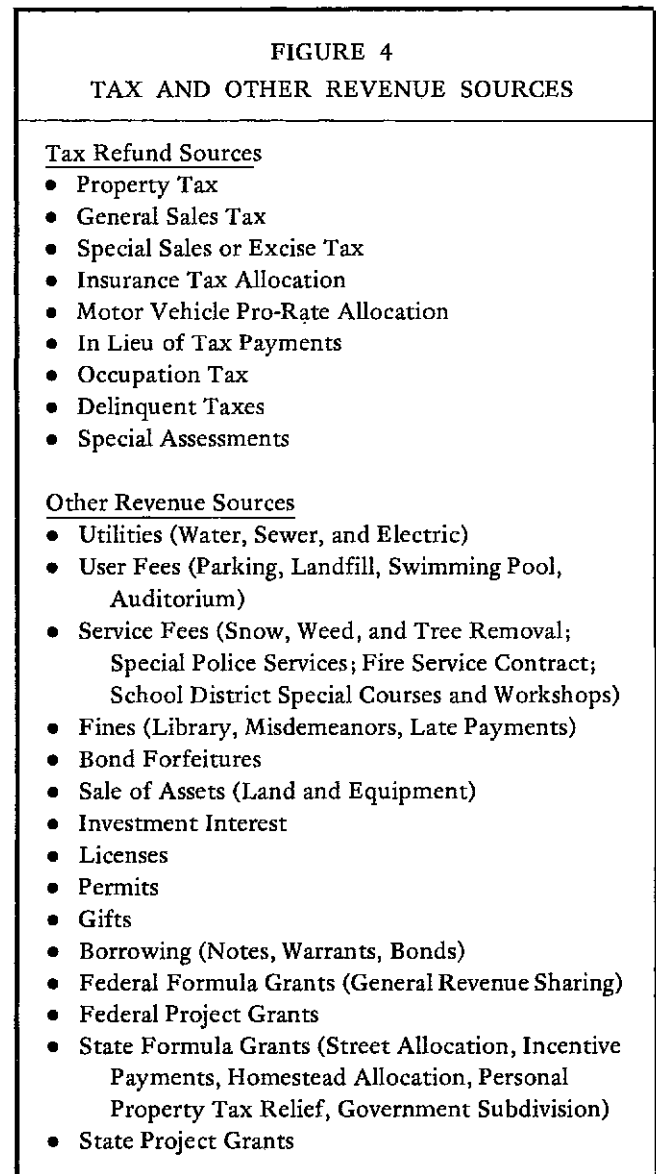 FIGURE 4
TAX AND OTHER REVENUE SOURCES
Tax Refund Sources
• Property Tax
• General Sales Tax
• Special Sales or Excise Tax
• Insurance Tax Allocation
• Motor Vehicle Pro-Rate Allocation
• In Lieu of Tax Payments
• Occupation Tax
• Delinquent Taxes
• Special Assessments
Other Revenue Sources
• Utilities (Water, Sewer, and Electric)
• User Fees (Parking, Landfill, Swimming Pool,
Auditorium)
• Service Fees (Snow, Weed, and Tree Removal;
Special Police Services; Fire Service Contract;
School District Special Courses and Workshops)
• Fines (Library, Misdemeanors, Late Payments)
• Bond Forfeitures
• Sale of Assets (Land and Equipment)
• Investment Interest
• Licenses
• Permits
• Gifts
• Borrowing (Notes, Warrants, Bonds)
• Federal Formula Grants (General Revenue Sharing)
• Federal Project Grants
• State Formula Grants (Street Allocation, Incentive
Payments, Homestead Allocation, Personal
Property Tax Relief, Government Subdivision)
• State Project Grants